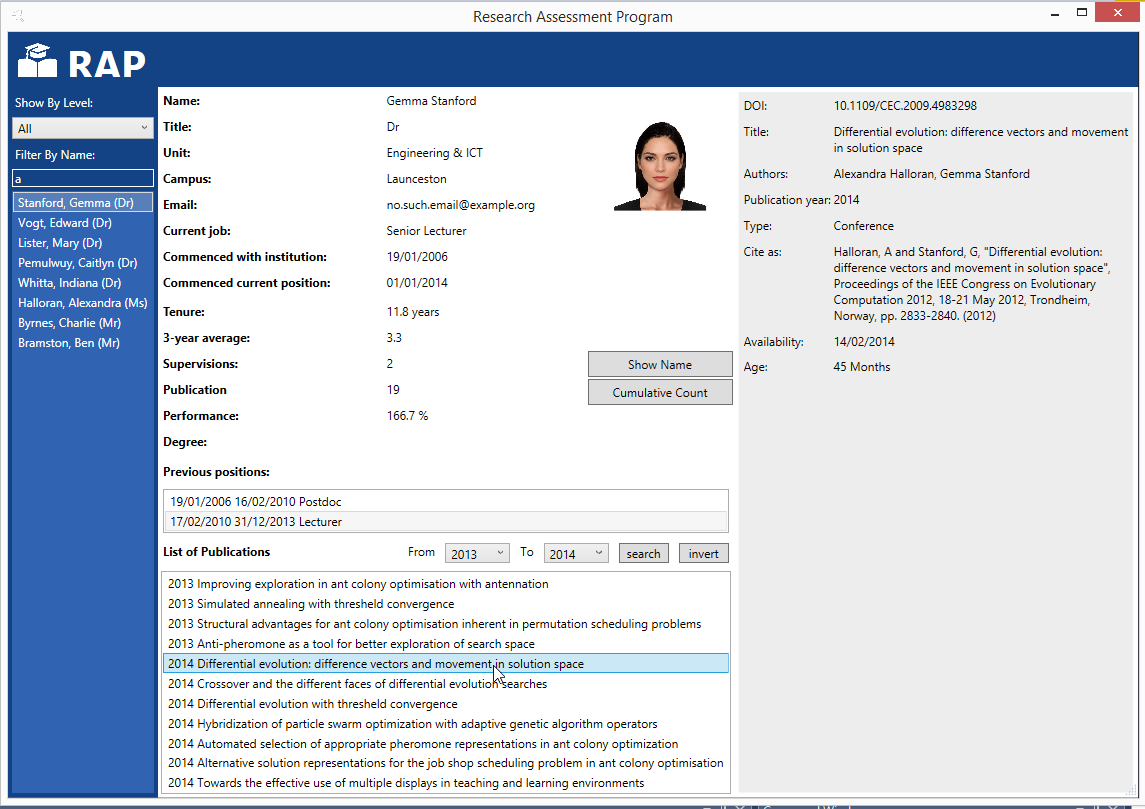 Research Assessment Program
RAP
Show By Level:
All
Filter By Name:
a
Stanford, Gemma (Dr)
Vogt, Edward (Dr)
Lister, Mary (Dr)
Pemulwuy, Caitlyn (Dr)
Whitta, Indiana (Dr)
Halloran, Alexandra (Ms)
Byrnes, Charlie (Mr)
Bramston, Ben (Mr)
Name: Gemma Stanford
Title: Dr
Unit: Engineering & ICT
Campus: Launceston
Email: no.such.email@example.org
Current job: Senior Lecturer
Commenced with institution: 19/01/2006
Commenced current position: 01/01/2014
Tenure: 11.8 years
3-year average: 3.3
Supervisions: 2
Show Name
Publication 19
Cumulative Count
Performance: 166.7 %
Degree:
Previous positions:
19/01/2006 16/02/2010 Postdoc
17/02/2010 31/12/2013 Lecturer
List of Publications From 2013 To 2014 search invert
2013 Improving exploration in ant colony optimisation with antennation
2013 Simulated annealing with thresheld convergence
2013 Structural advantages for ant colony optimisation inherent in permutation scheduling problems
2013 Anti-pheromone as a tool for better exploration of search space
2014 Differential evolution: difference vectors and movement in solution space
2014 Crossover and the different faces of differential evolution searches
2014 Differential evolution with thresheld convergence
2014 Hybridization of particle swarm optimization with adaptive genetic algorithm operators
2014 Automated selection of appropriate pheromone representations in ant colony optimization
2014 Alternative solution representations for the job shop scheduling problem in ant colony optimisation
2014 Towards the effective use of multiple displays in teaching and learning environments
DOI: 10.1109/CEC.2009.4983298
Title: Differential evolution: difference vectors and movement
in solution space
Authors: Alexandra Halloran, Gemma Stanford
Publication year: 2014
Type: Conference
Cite as: Halloran, A and Stanford, G, "Differential evolution:
difference vectors and movement in solution space",
Proceedings of the IEEE Congress on Evolutionary
Computation 2012, 18-21 May 2012, Trondheim,
Norway, pp. 2833-2840. (2012)
Availability: 14/02/2014
Age: 45 Months